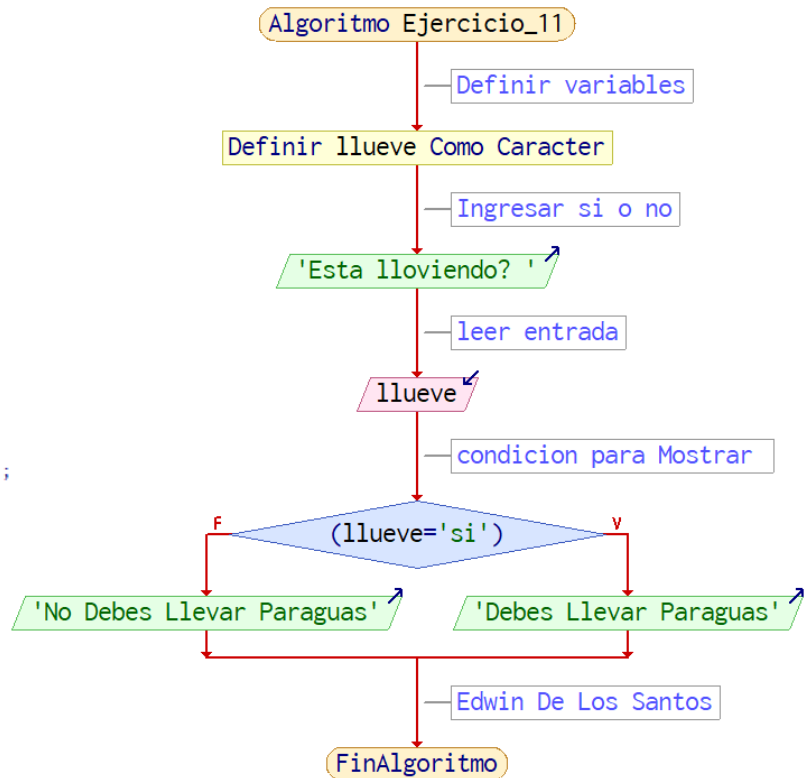 Algoritmo Ejercicio_11
Definir variables
Definir llueve Como Caracter
Ingresar si o no
'Esta lloviendo? '
leer entrada
llueve
condicion para Mostrar
;
F
(llueve='si')
V
'No Debes Llevar Paraguas'
'Debes Llevar Paraguas'
Edwin De Los Santos
FinAlgoritmo